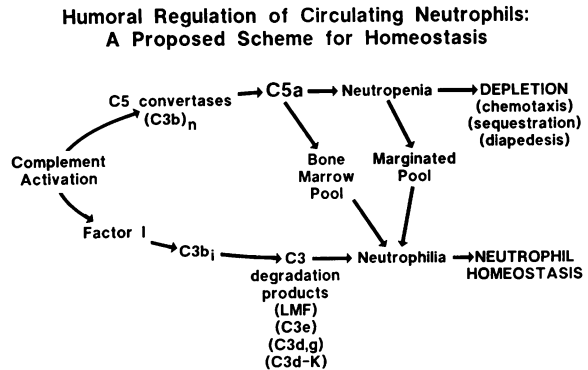 Humoral Regulation of Circulating Neutrophils:
A Proposed Scheme for Homeostasis
C5 convertases
(C3b)n
C5a
Neutropenia
DEPLETION
(chemotaxis)
(sequestration)
(diapedesis)
Complement
Activation
Bone
Marrow
Pool
Marginated
Pool
Factor I
C3bi
C3
degradation
products
(LMF)
(C3e)
(C3d,g)
(C3d-K)
Neutrophilia
NEUTROPHIL
HOMEOSTASIS